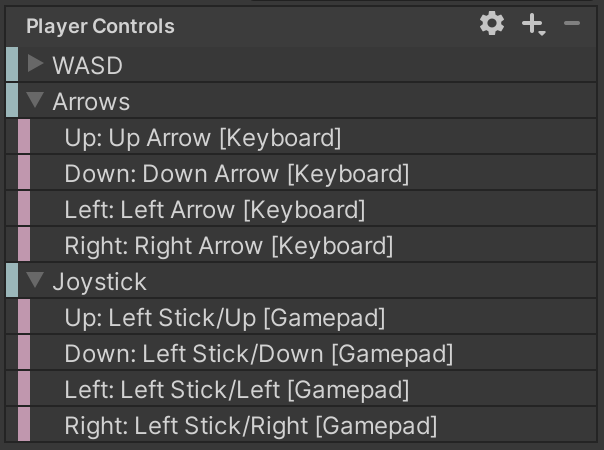 Player Controls
WASD
Arrows
Up: Up Arrow [Keyboard]
Down: Down Arrow [Keyboard]
Left: Left Arrow [Keyboard]
Right: Right Arrow [Keyboard]
Joystick
Up: Left Stick/Up [Gamepad]
Down: Left Stick/Down [Gamepad]
Left: Left Stick/Left [Gamepad]
Right: Left Stick/Right [Gamepad]